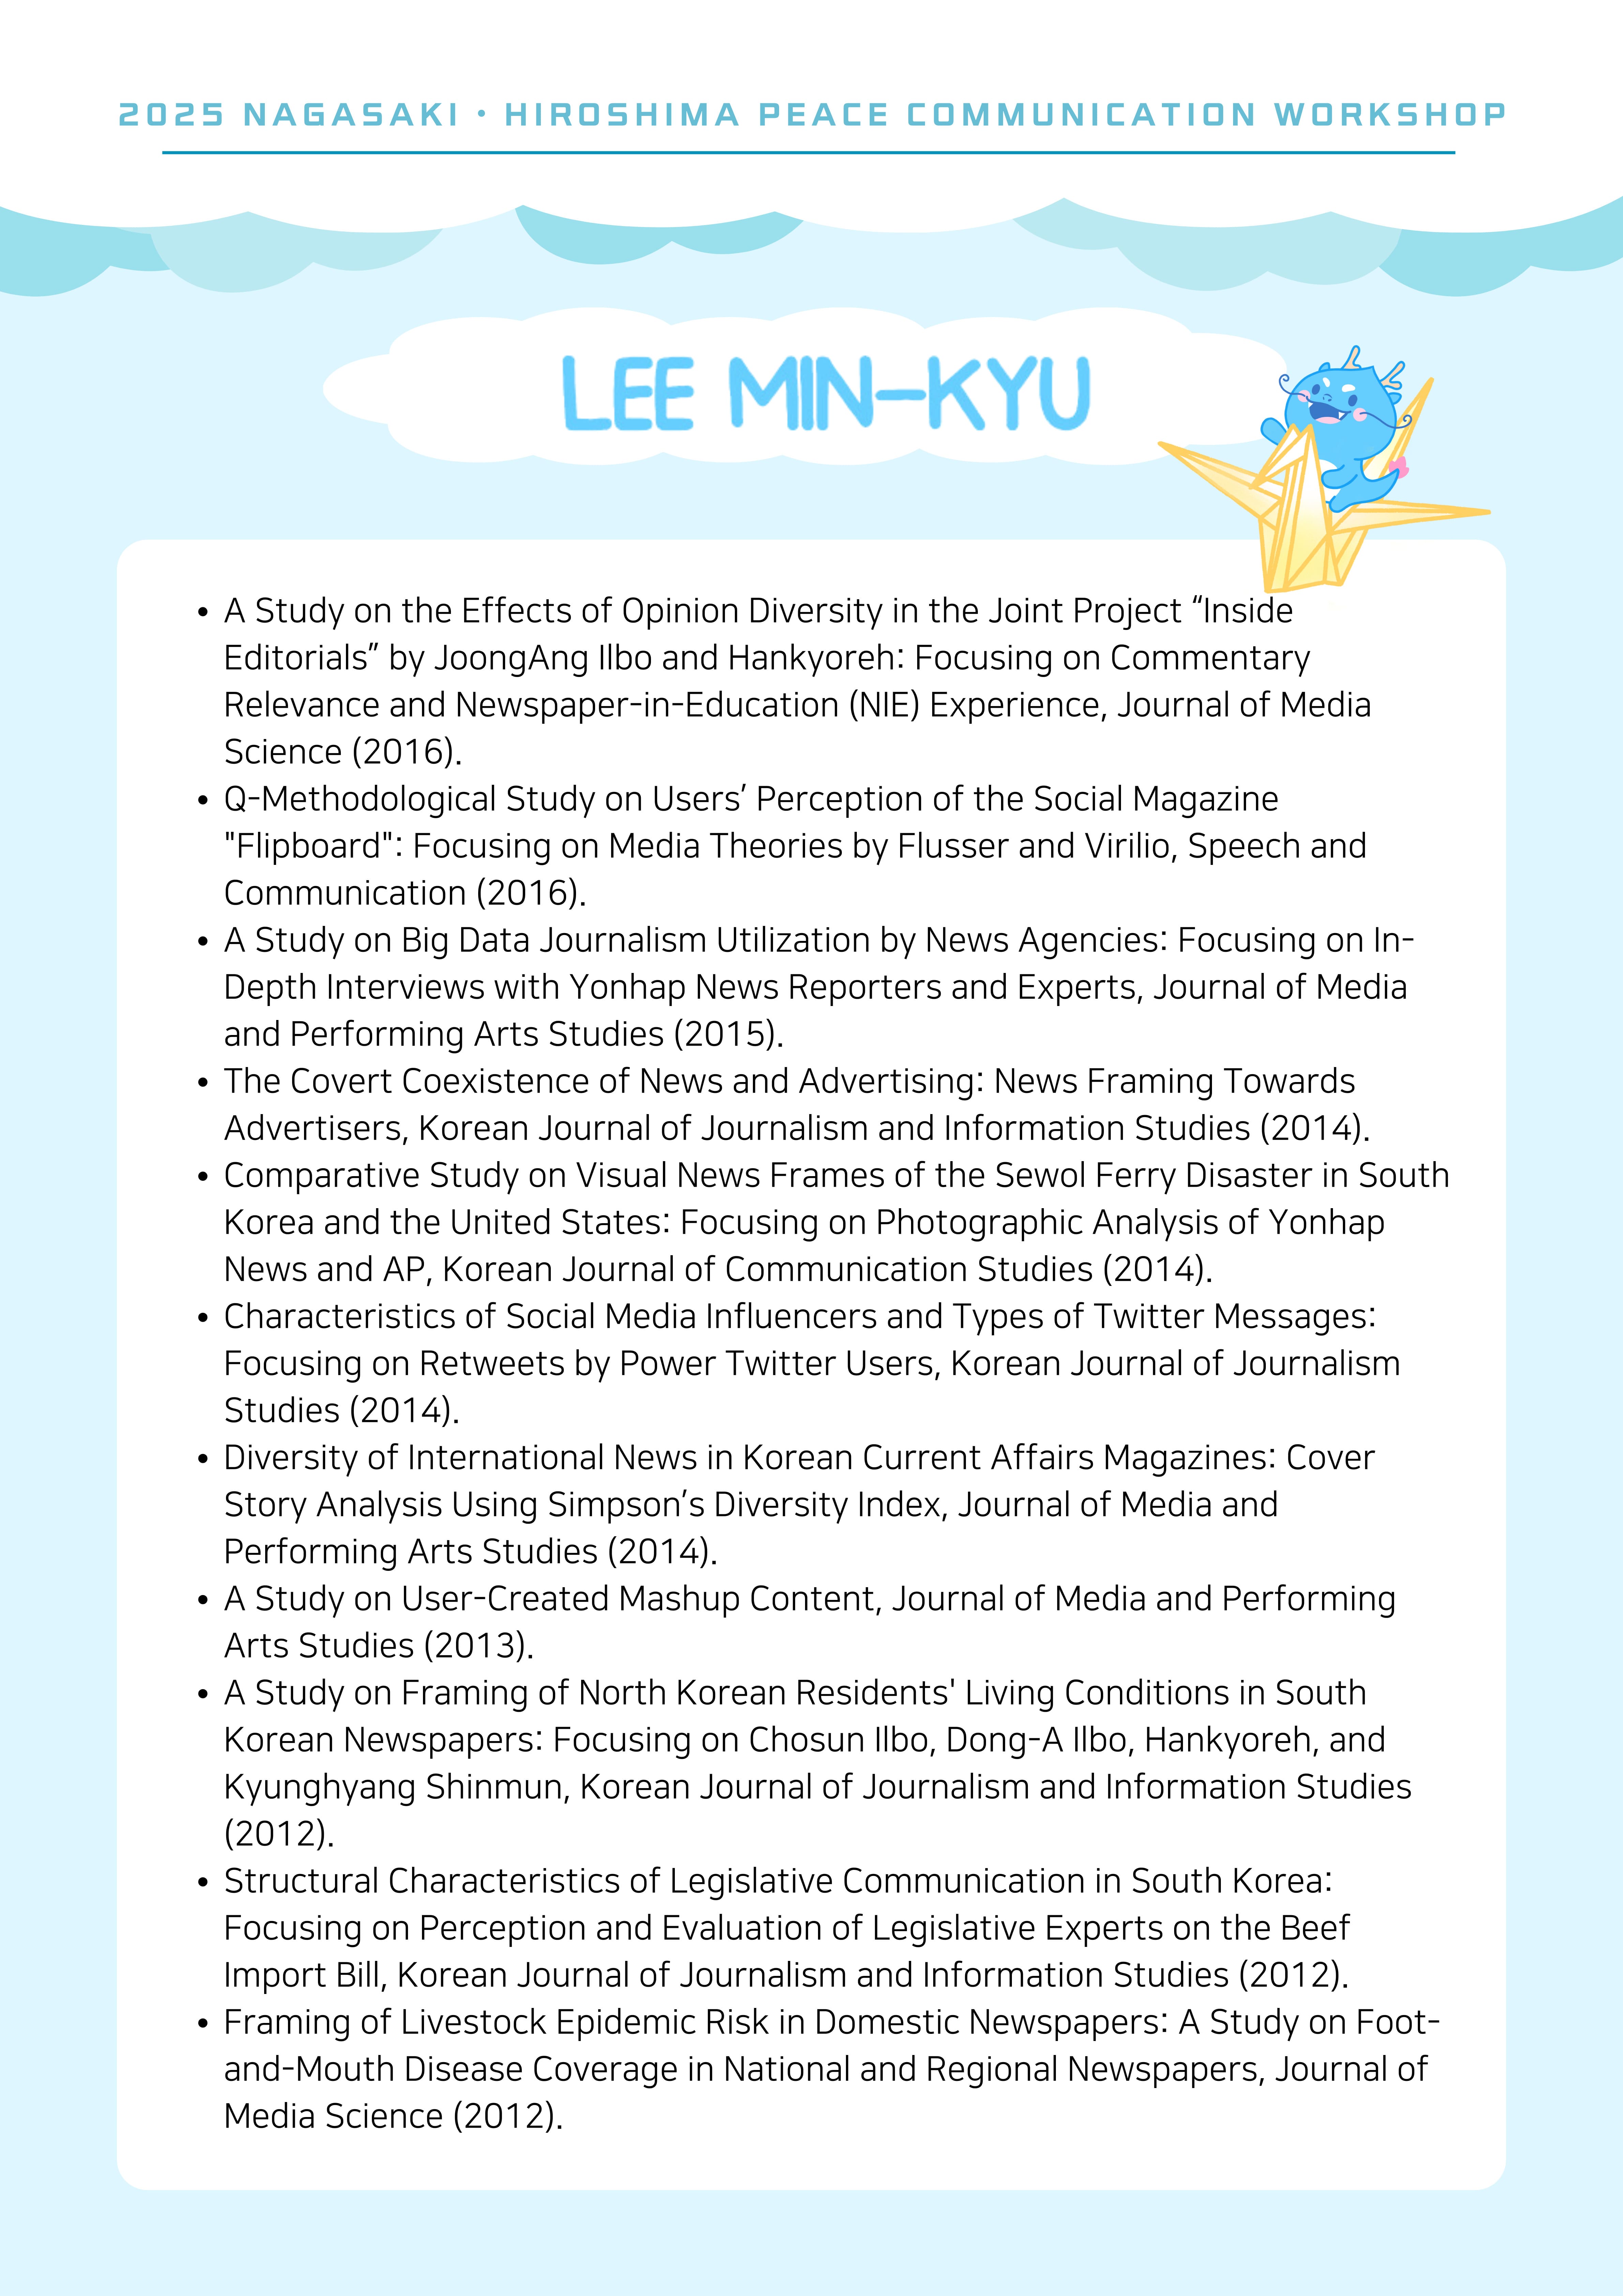 2025 NAGASAKI • HIROSHIMA PEACE COMMUNICATION WORKSHOP
LEE MIN-KYU
• A Study on the Effects of Opinion Diversity in the Joint Project “Inside
Editorials” by JoongAng Ilbo and Hankyoreh: Focusing on Commentary
Relevance and Newspaper-in-Education (NIE) Experience, Journal of Media
Science (2016).
• Q-Methodological Study on Users’ Perception of the Social Magazine
"Flipboard": Focusing on Media Theories by Flusser and Virilio, Speech and
Communication (2016).
• A Study on Big Data Journalism Utilization by News Agencies: Focusing on In-
Depth Interviews with Yonhap News Reporters and Experts, Journal of Media
and Performing Arts Studies (2015).
• The Covert Coexistence of News and Advertising: News Framing Towards
Advertisers, Korean Journal of Journalism and Information Studies (2014).
• Comparative Study on Visual News Frames of the Sewol Ferry Disaster in South
Korea and the United States: Focusing on Photographic Analysis of Yonhap
News and AP, Korean Journal of Communication Studies (2014).
• Characteristics of Social Media Influencers and Types of Twitter Messages:
Focusing on Retweets by Power Twitter Users, Korean Journal of Journalism
Studies (2014).
• Diversity of International News in Korean Current Affairs Magazines: Cover
Story Analysis Using Simpson’s Diversity Index, Journal of Media and
Performing Arts Studies (2014).
• A Study on User-Created Mashup Content, Journal of Media and Performing
Arts Studies (2013).
• A Study on Framing of North Korean Residents' Living Conditions in South
Korean Newspapers: Focusing on Chosun Ilbo, Dong-A Ilbo, Hankyoreh, and
Kyunghyang Shinmun, Korean Journal of Journalism and Information Studies
(2012).
• Structural Characteristics of Legislative Communication in South Korea:
Focusing on Perception and Evaluation of Legislative Experts on the Beef
Import Bill, Korean Journal of Journalism and Information Studies (2012).
• Framing of Livestock Epidemic Risk in Domestic Newspapers: A Study on Foot-
and-Mouth Disease Coverage in National and Regional Newspapers, Journal of
Media Science (2012).